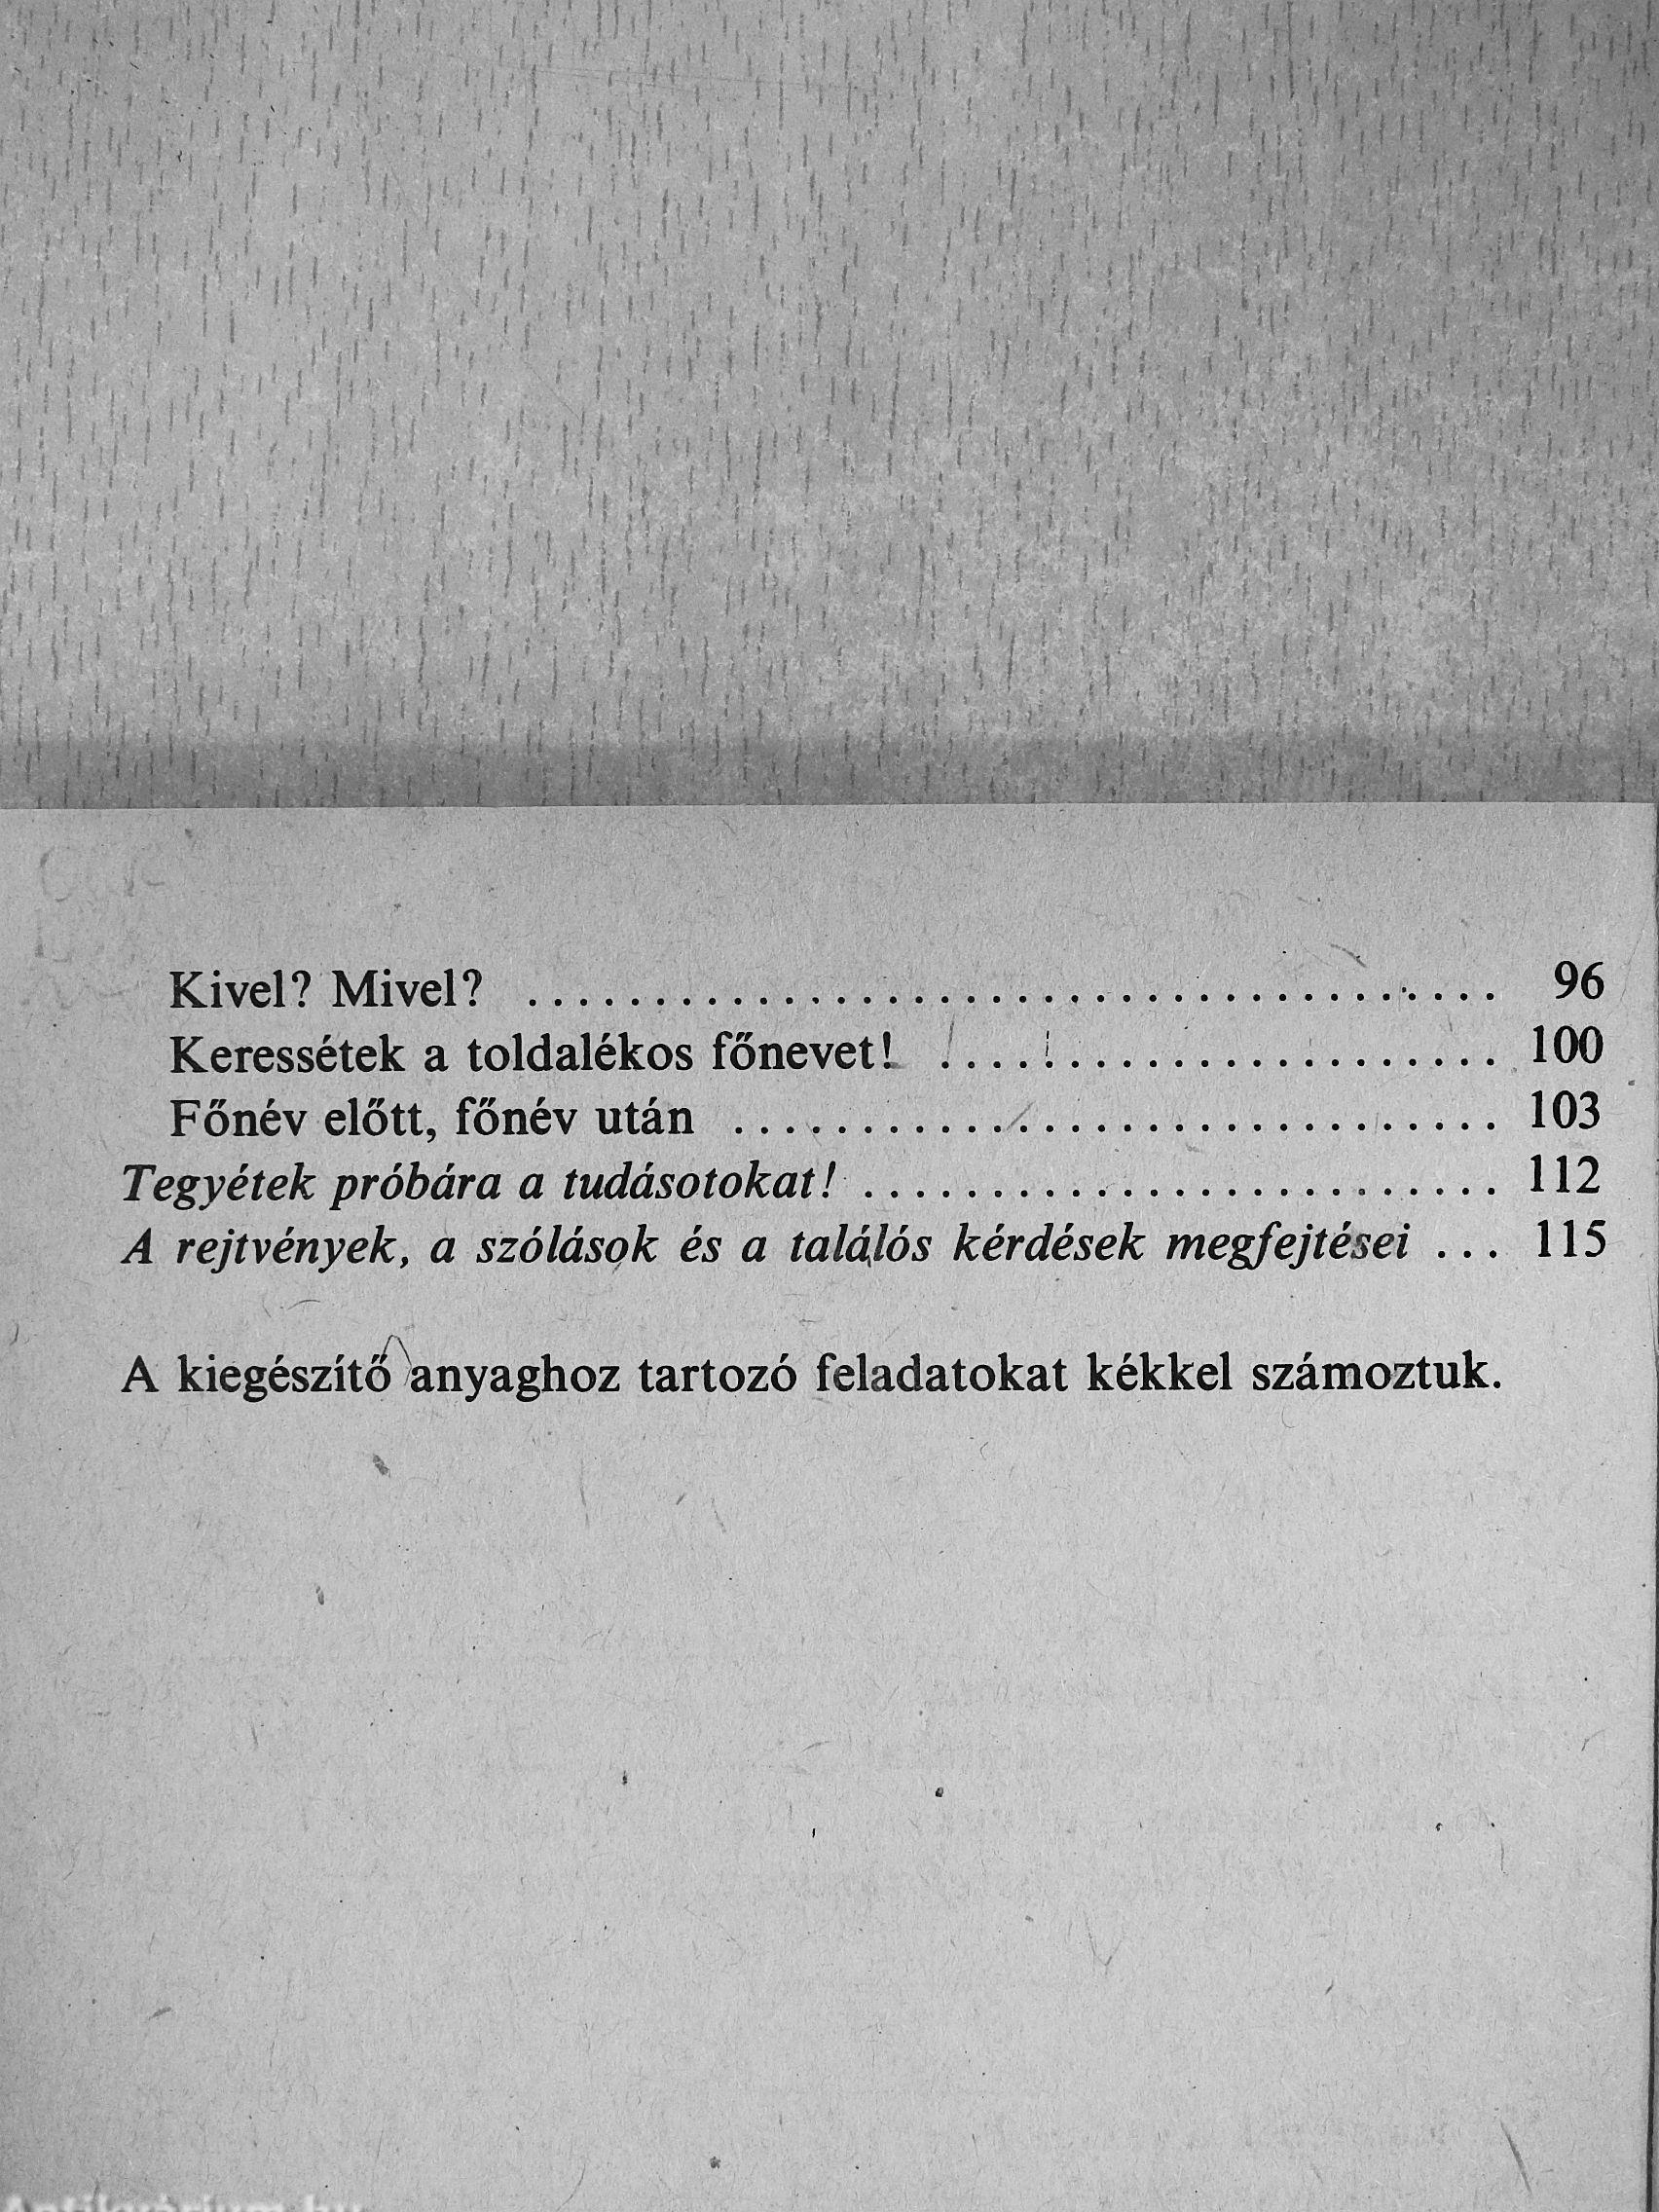 Kivel? Mivel? ...................................... 96
Keressétek a toldalékos főnevet! ...................... 100
Főnév előtt, főnév után .............................. 103
Tegyétek próbára a tudásotokat! ......................... 112
A rejtvények, a szólások és a találós kérdések megfejtései ... 115
A kiegészítő anyaghoz tartozó feladatokat kékkel számoztuk.